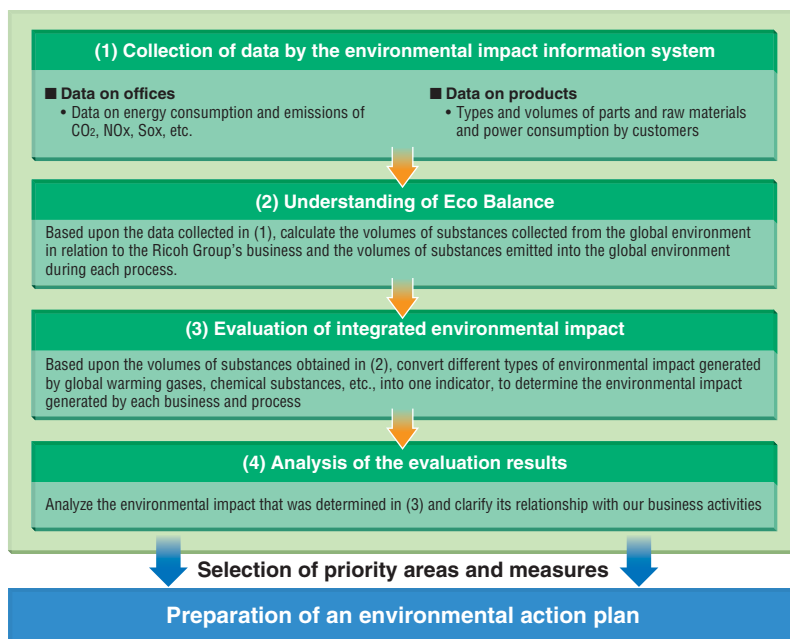 (1) Collection of data by the environmental impact information system
■ Data on offices
• Data on energy consumption and emissions of
CO2, NOx, Sox, etc.
■ Data on products
• Types and volumes of parts and raw materials
and power consumption by customers
(2) Understanding of Eco Balance
Based upon the data collected in (1), calculate the volumes of substances collected from the global environment
in relation to the Ricoh Group's business and the volumes of substances emitted into the global environment
during each process.
(3) Evaluation of integrated environmental impact
Based upon the volumes of substances obtained in (2), convert different types of environmental impact generated
by global warming gases, chemical substances, etc., into one indicator, to determine the environmental impact
generated by each business and process
(4) Analysis of the evaluation results
Analyze the environmental impact that was determined in (3) and clarify its relationship with our business activities
Selection of priority areas and measures
Preparation of an environmental action plan